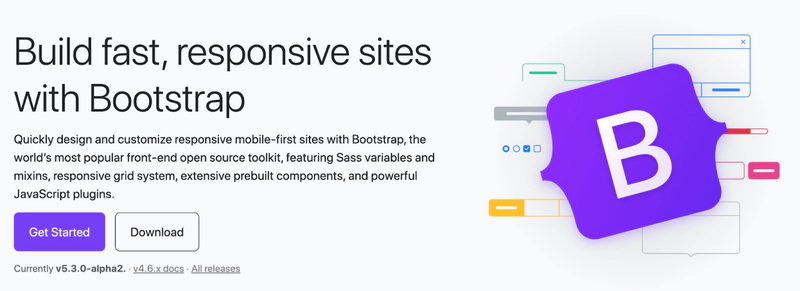 Build fast, responsive sites
with Bootstrap
Quickly design and customize responsive mobile-first sites with Bootstrap, the
world's most popular front-end open source toolkit, featuring Sass variables and
mixins, responsive grid system, extensive prebuilt components, and powerful
JavaScript plugins.
Get Started Download
Currently v5.3.0-alpha2. · v4.6.x docs · All releases
B